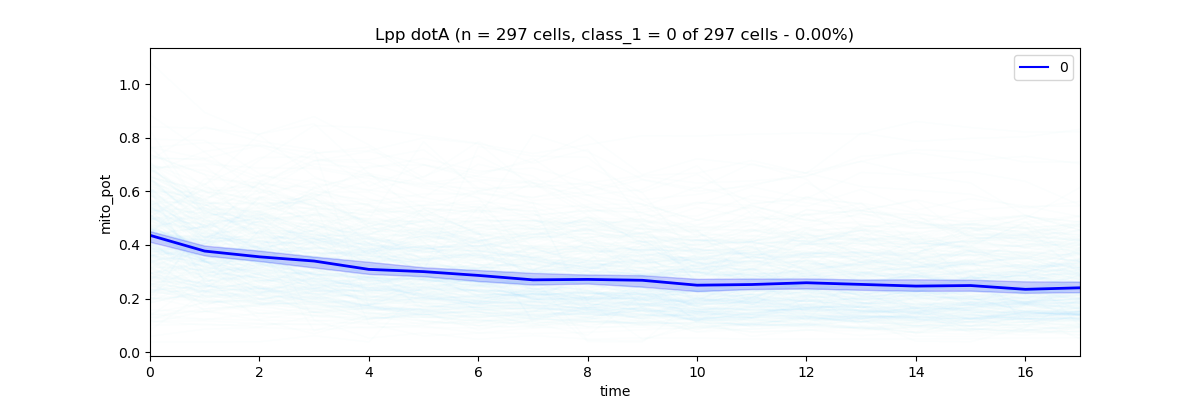 Lpp dotA (n = 297 cells, class_1 = 0 of 297 cells - 0.00%)
0
1.0
0.8
0.6
0.4
0.2
0.0
mito_pot
0 2 4 6 8 10 12 14 16
time